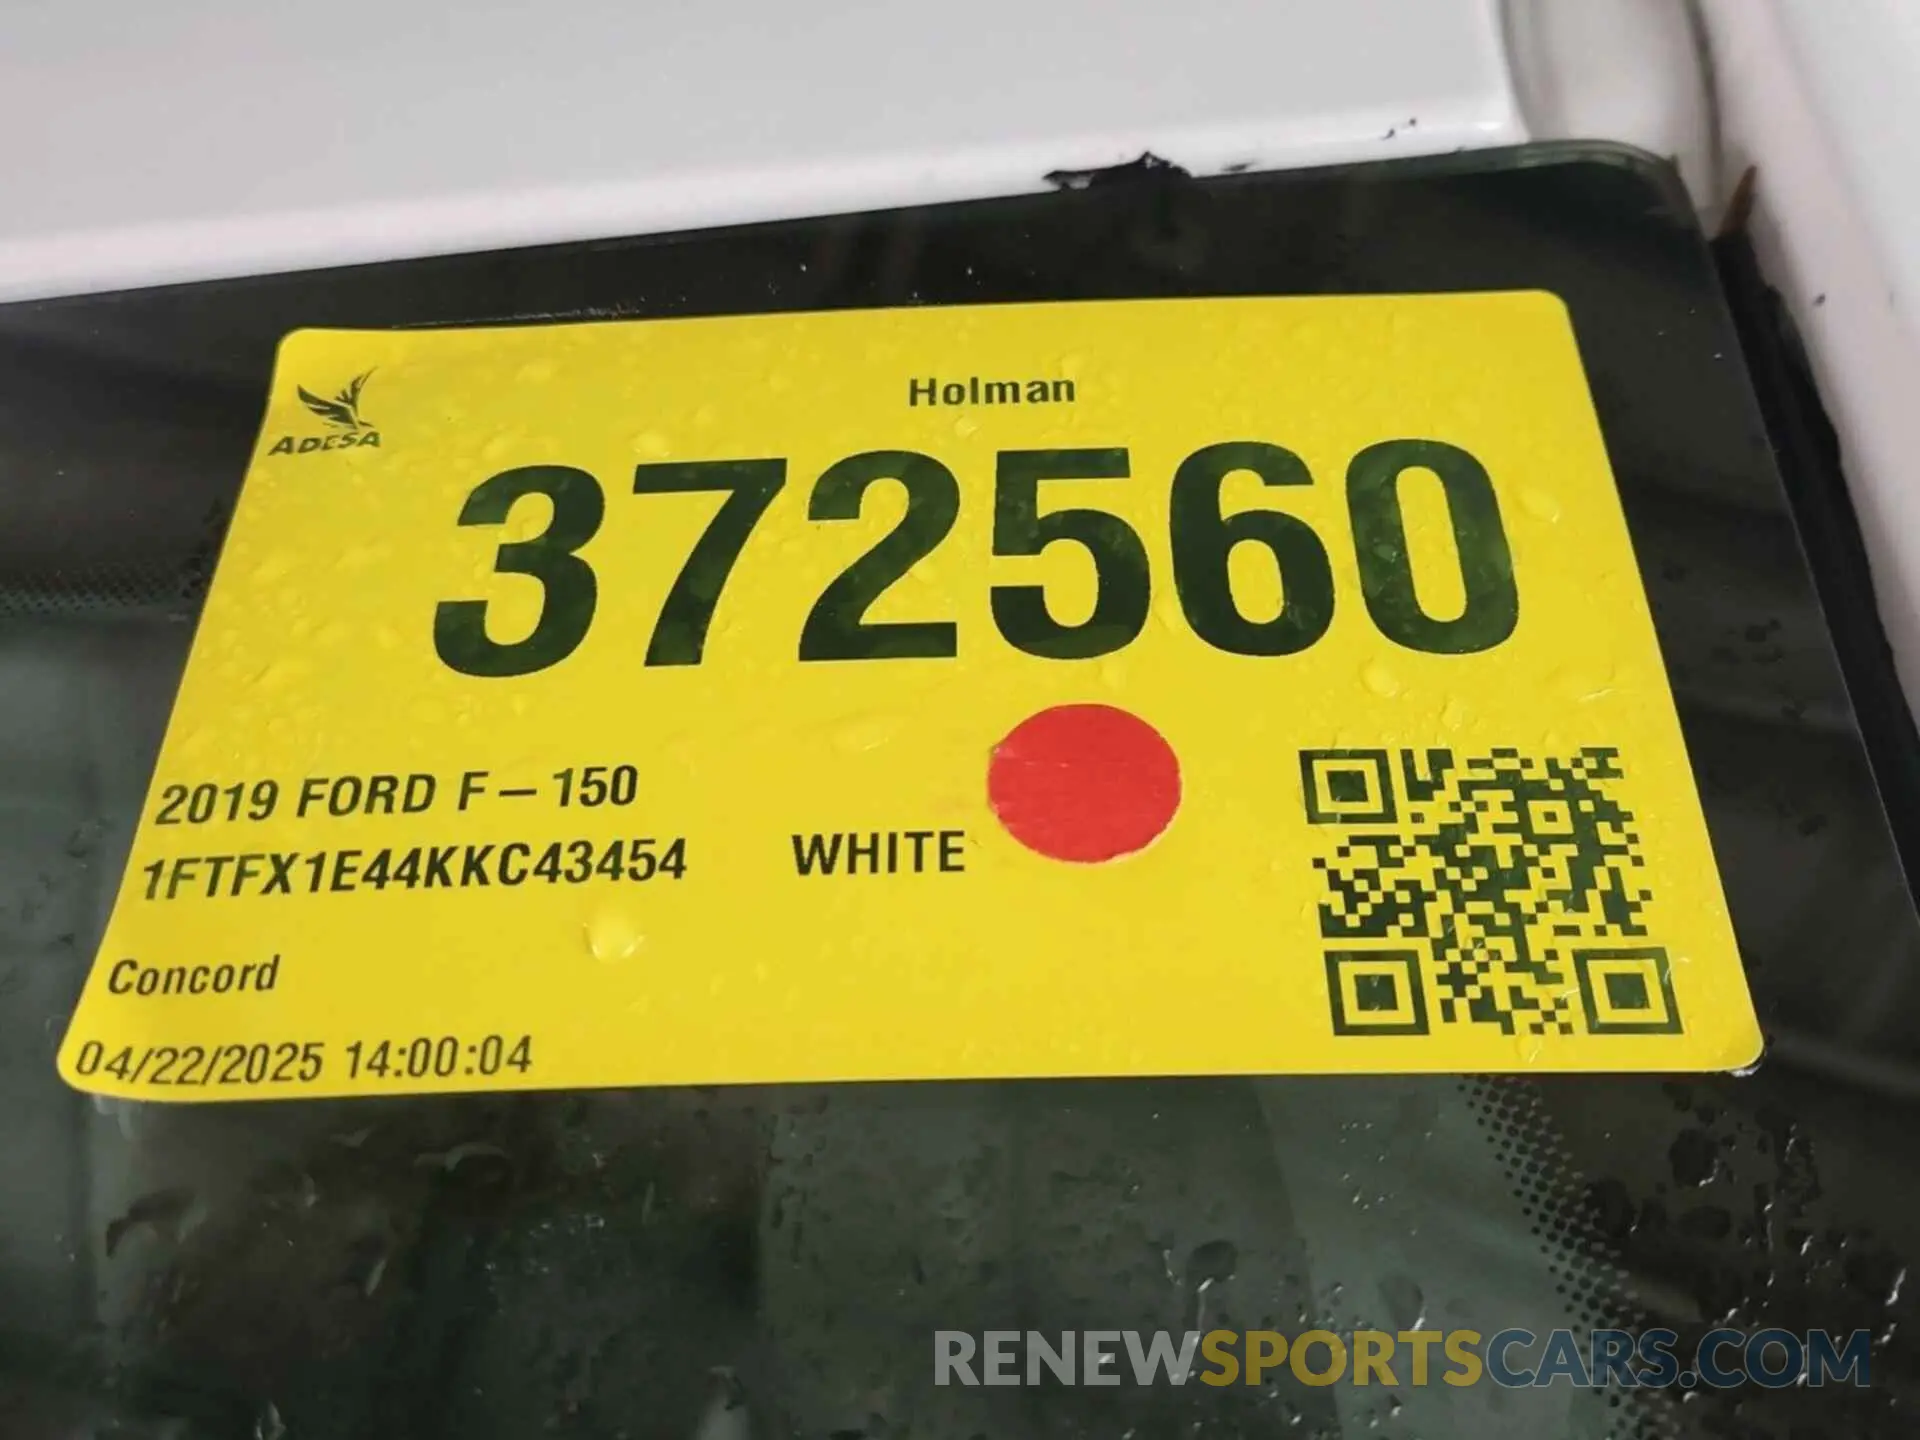 Holman
ADESA
372560
2019 FORD F-150
1FTFX1E44KKC43454 WHITE
Concord
04/22/2025 14:00:04
RENEWSPORTSCARS.COM